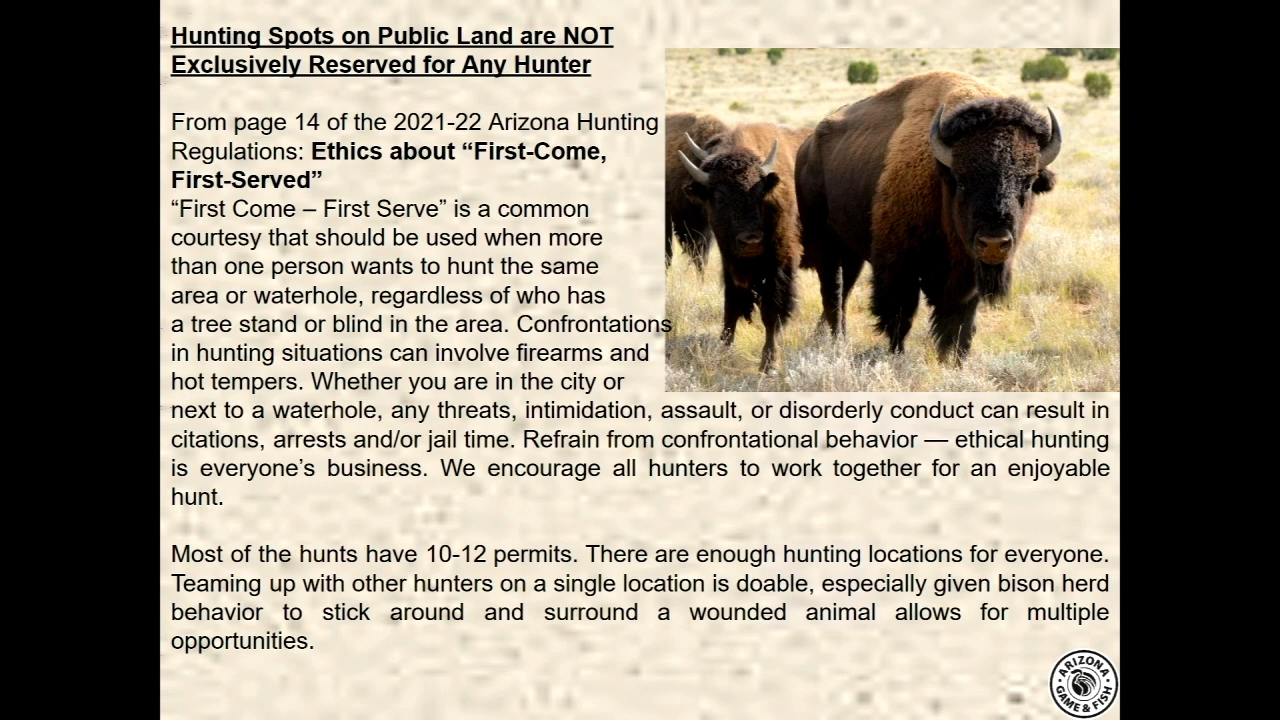 Hunting Spots on Public Land are NOT
Exclusively Reserved for Any Hunter
From page 14 of the 2021-22 Arizona Hunting
Regulations: Ethics about “First-Come,
First-Served”
“First Come – First Serve” is a common
courtesy that should be used when more
than one person wants to hunt the same
area or waterhole, regardless of who has
a tree stand or blind in the area. Confrontations
in hunting situations can involve firearms and
hot tempers. Whether you are in the city or
next to a waterhole, any threats, intimidation, assault, or disorderly conduct can result in
citations, arrests and/or jail time. Refrain from confrontational behavior — ethical hunting
is everyone’s business. We encourage all hunters to work together for an enjoyable
hunt.
Most of the hunts have 10-12 permits. There are enough hunting locations for everyone.
Teaming up with other hunters on a single location is doable, especially given bison herd
behavior to stick around and surround a wounded animal allows for multiple
opportunities.
ARIZONA
GAME & FISH